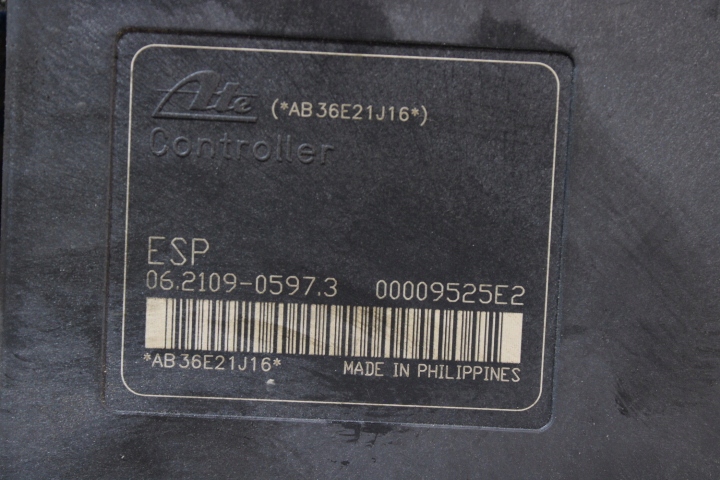 Ate (*AB36E21J16*)
Controller
ESP
06.2109-0597.3 00009525E2
*AB36E21J16* MADE IN PHILIPPINES